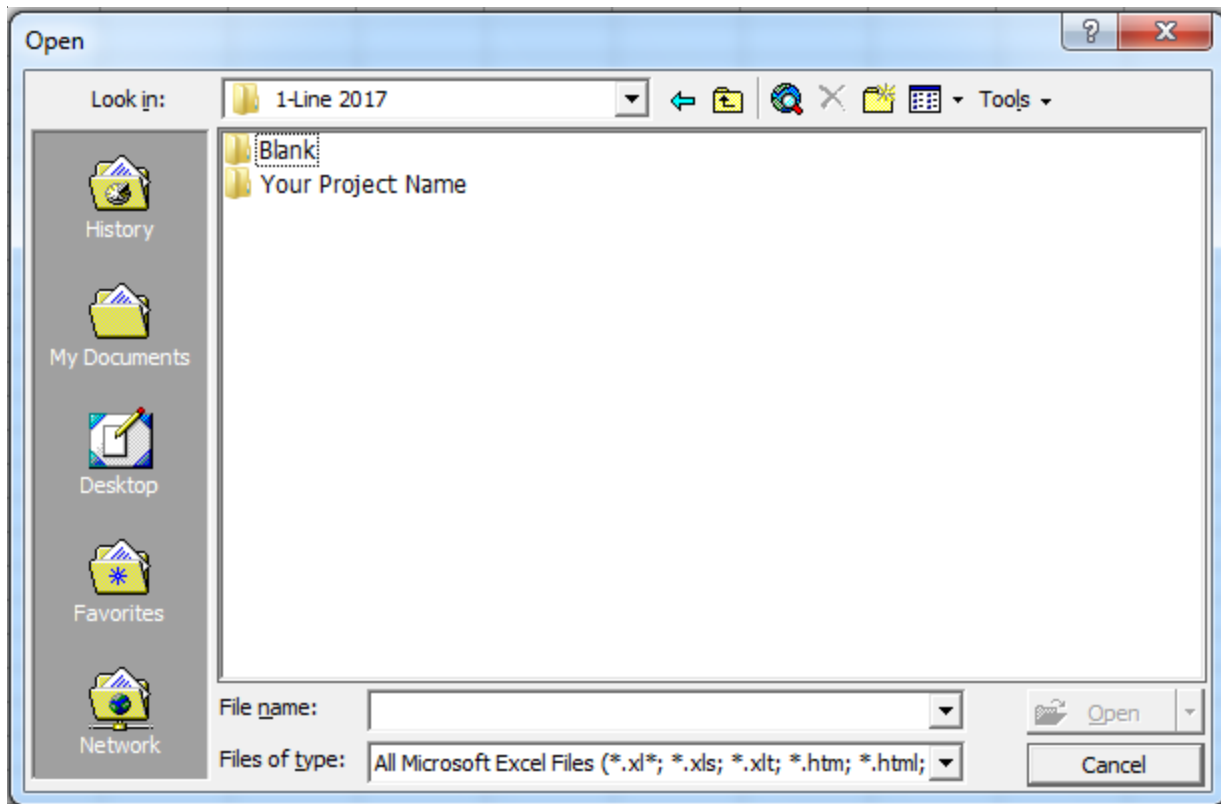 Open
Look in:
1-Line 2017
Tools
Blank
Your Project Name
History
My Documents
Desktop
Favorites
Network
File name:
Open
Files of type:
All Microsoft Excel Files (*.xl*; *.xls; *.xlt; *.htm; *.html;
Cancel